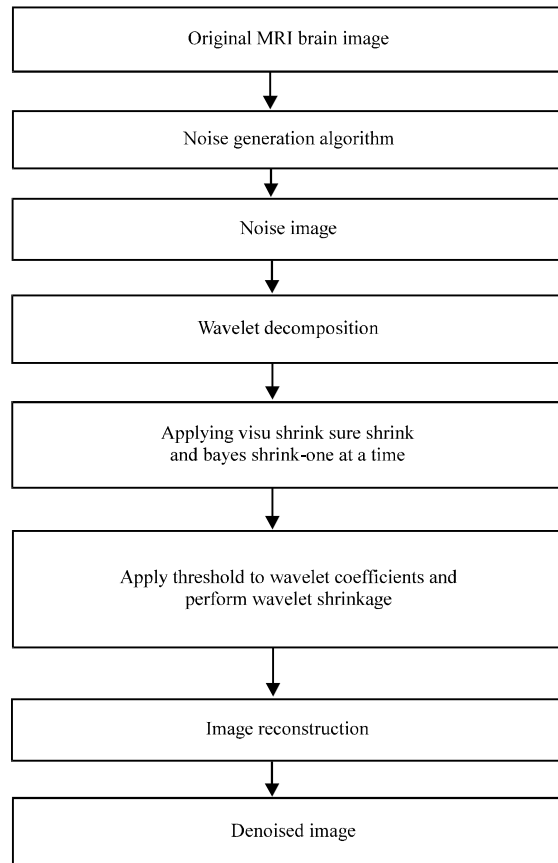 Original MRI brain image
Noise generation algorithm
Noise image
Wavelet decomposition
Applying visu shrink sure shrink
and bayes shrink-one at a time
Apply threshold to wavelet coefficients and
perform wavelet shrinkage
Image reconstruction
Denoised image